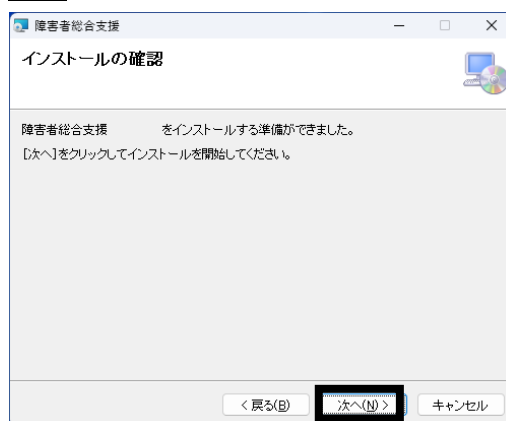 障害者総合支援
インストールの確認
障害者総合支援 をインストールする準備ができました。
[次へ]をクリックしてインストールを開始してください。
< 戻る(B) 次へ(N) > キャンセル